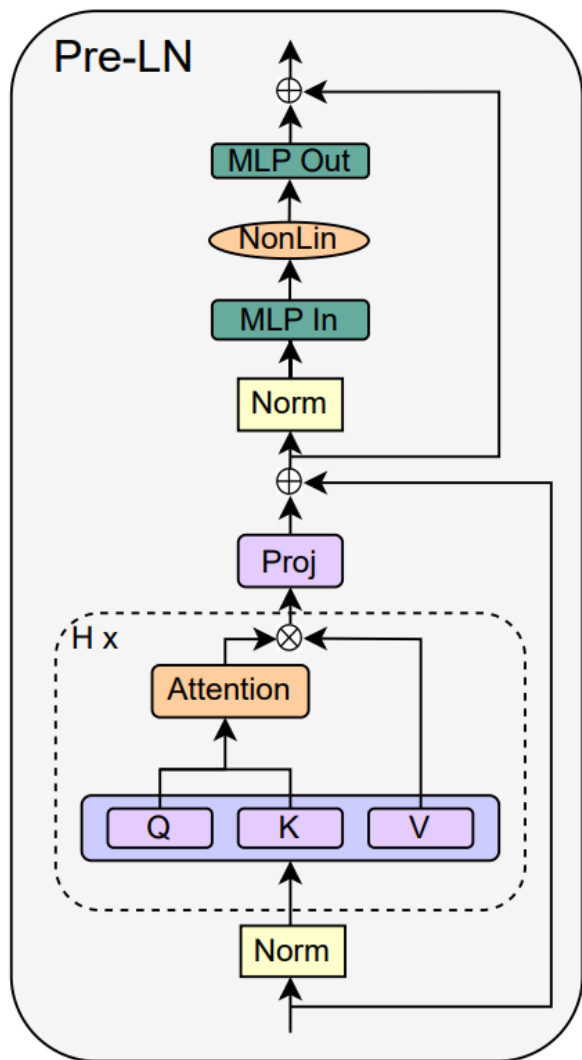 Pre-LN
MLP Out
NonLin
MLP In
Norm
Proj
H x
Attention
Q K V
Norm